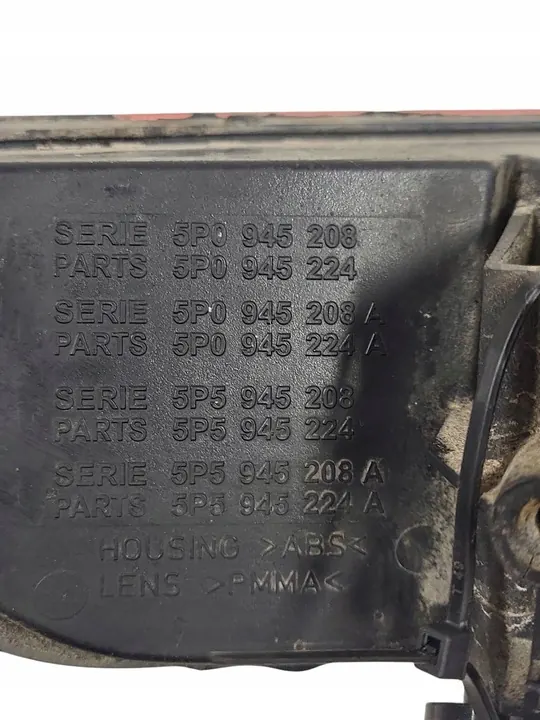 SERIE 5P0 945 208
PARTS 5P0 945 224
SERIE 5P0 945 208 A
PARTS 5P0 945 224 A
SERIE 5P5 945 208
PARTS 5P5 945 224
SERIE 5P5 945 208 A
PARTS 5P5 945 224 A
HOUSING >ABS<
LENS >PMMA<